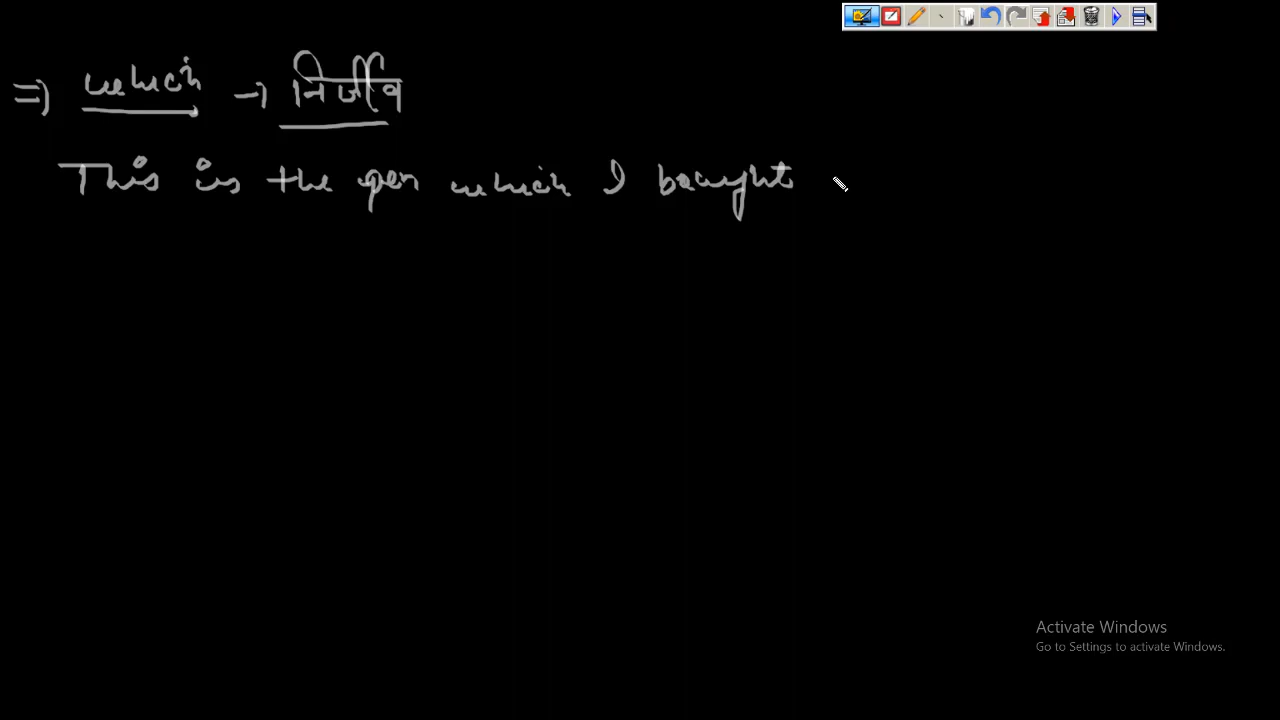 ⇒ which → निर्जीव
This is the pen which I bought
Activate Windows
Go to Settings to activate Windows.